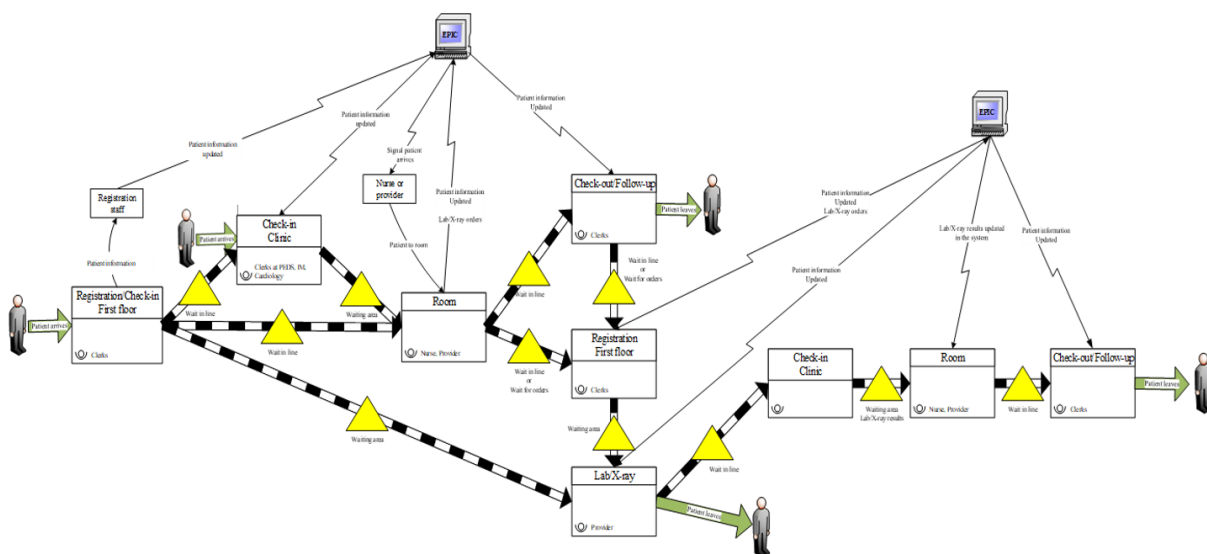 EPIC
Patient information
Updated
EPIC
Patient information
updated
Patient information
updated
Signal patient
arrives
Patient information
Updated
Lab/X-ray orders
Registration
staff
Nurse or
provider
Check-out/Follow-up
Clerks
Patient leaves
Patient information
Updated
Lab/X-ray orders
Patient information
Updated
Lab/X-ray results updated
in the system
Patient information
Updated
Patient arrives
Check-in
Clinic
Clerks at PEDS, IM,
Cardiology
Patient to room
Patient information
Wait in line
Wait in line
or
Wait for orders
Registration/Check-in
First floor
Clerks
Patient arrives
Wait in line
Waiting area
Wait in line
Room
Nurse, Provider
Wait in line
or
Wait for orders
Registration
First floor
Clerks
Check-in
Clinic
Waiting area
Lab/X-ray results
Room
Nurse, Provider
Wait in line
Check-out/Follow-up
Clerks
Patient leaves
Waiting area
Waiting area
Wait in line
Lab/X-ray
Provider
Patient leaves